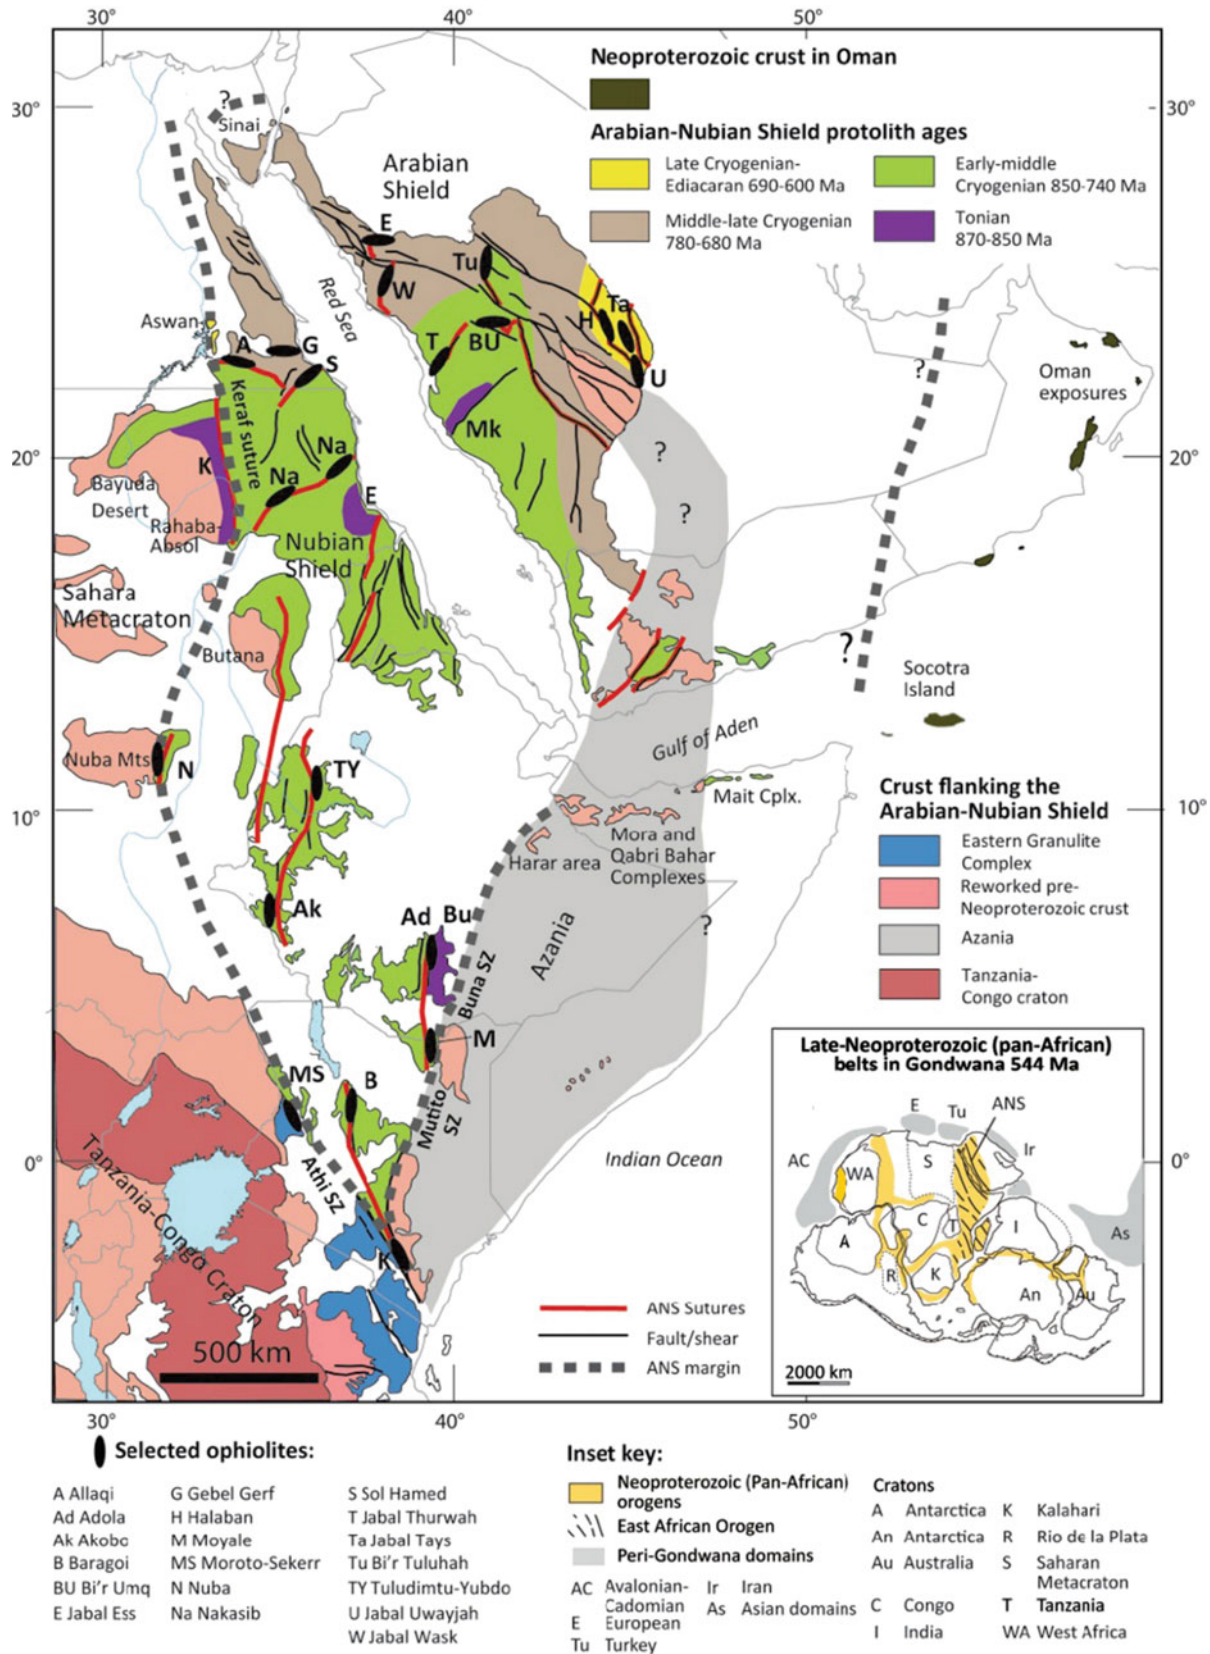 30°
40°
50°
Neoproterozoic crust in Oman
Arabian-Nubian Shield protolith ages
Late Cryogenian-
Ediacaran 690-600 Ma
Early-middle
Cryogenian 850-740 Ma
Middle-late Cryogenian
780-680 Ma
Tonian
870-850 Ma
30°
30°
?
Sinai
Arabian
Shield
E
W
Tu
Red Sea
H
Ta
T
BU
U
Aswan
A
G
S
Mk
?
Oman
exposures
Keraf suture
20°
20°
K
Na
Na
E
?
?
Bayuda
Desert
Rahaba-
Absol
Nubian
Shield
Sahara
Metacraton
Butana
?
Socotra
Island
Gulf of Aden
Nuba Mts
N
TY
Mait Cplx.
10°
10°
Crust flanking the
Arabian-Nubian Shield
Eastern Granulite
Complex
Reworked pre-
Neoproterozoic crust
Azania
Tanzania-
Congo craton
Harar area
Mora and
Qabri Bahar
Complexes
Ak
Ad
Bu
?
Azania
Buna SZ
M
MS
B
Mutito
SZ
Athi SZ
0°
0°
Indian Ocean
Tanzania-Congo Craton
K
500 km
ANS Sutures
Fault/shear
ANS margin
Late-Neoproterozoic (pan-African)
belts in Gondwana 544 Ma
E
Tu
ANS
AC
WA
S
Ir
A
C
T
I
As
R
K
An
Au
2000 km
30°
40°
50°
Selected ophiolites:
A Allaqi
Ad Adola
Ak Akobo
B Baragoi
BU Bi'r Umq
E Jabal Ess
G Gebel Gerf
H Halaban
M Moyale
MS Moroto-Sekerr
N Nuba
Na Nakasib
S Sol Hamed
T Jabal Thurwah
Ta Jabal Tays
Tu Bi'r Tuluhah
TY Tuludimtu-Yubdo
U Jabal Uwayjah
W Jabal Wask
Inset key:
Neoproterozoic (Pan-African)
orogens
East African Orogen
Peri-Gondwana domains
AC Avalonian-
Cadomian
E European
Tu Turkey
Ir Iran
As Asian domains
Cratons
A Antarctica
An Antarctica
Au Australia
C Congo
I India
K Kalahari
R Rio de la Plata
S Saharan
Metacraton
T Tanzania
WA West Africa